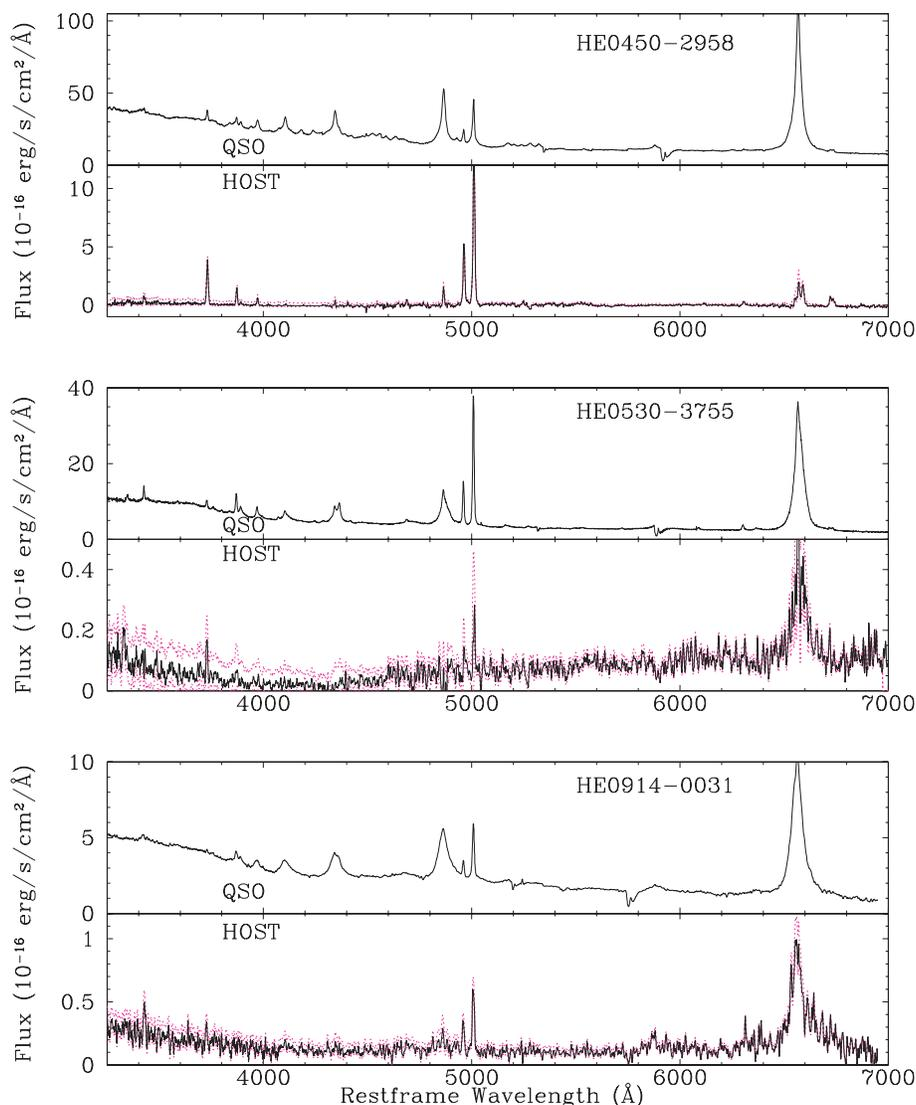 100
HE0450−2958
50
QSO
0
HOST
10
5
0
Flux (10⁻¹⁶ erg/s/cm²/Å)
4000 5000 6000 7000
40
HE0530−3755
20
QSO
0
HOST
0.4
0.2
0
Flux (10⁻¹⁶ erg/s/cm²/Å)
4000 5000 6000 7000
10
HE0914−0031
5
QSO
0
HOST
1
0.5
0
Flux (10⁻¹⁶ erg/s/cm²/Å)
4000 5000 6000 7000
Restframe Wavelength (Å)